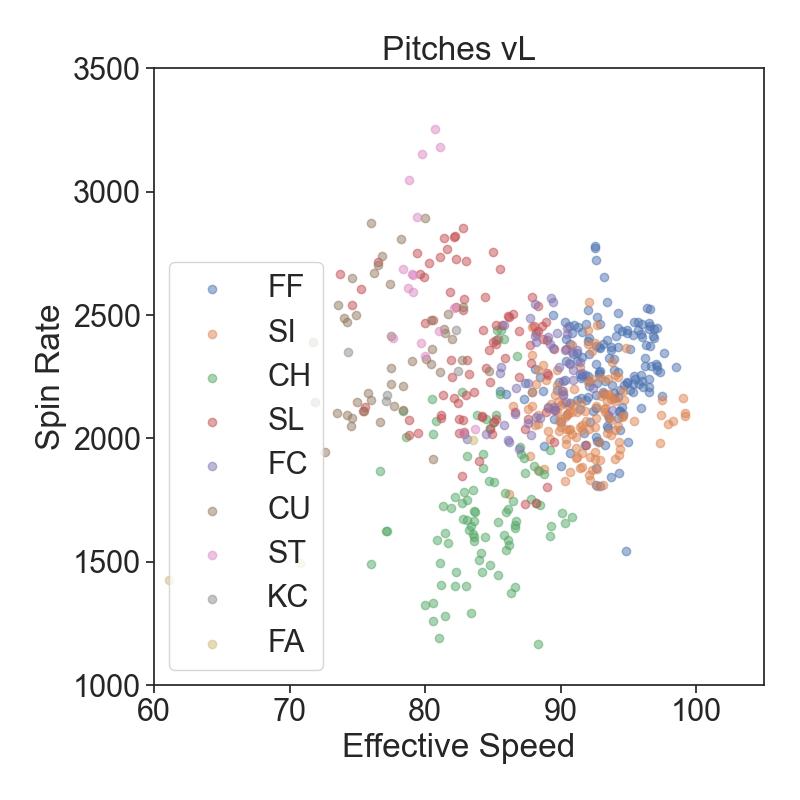 Pitches vL
3500
3000
2500
2000
1500
1000
Spin Rate
FF
SI
CH
SL
FC
CU
ST
KC
FA
60 70 80 90 100
Effective Speed